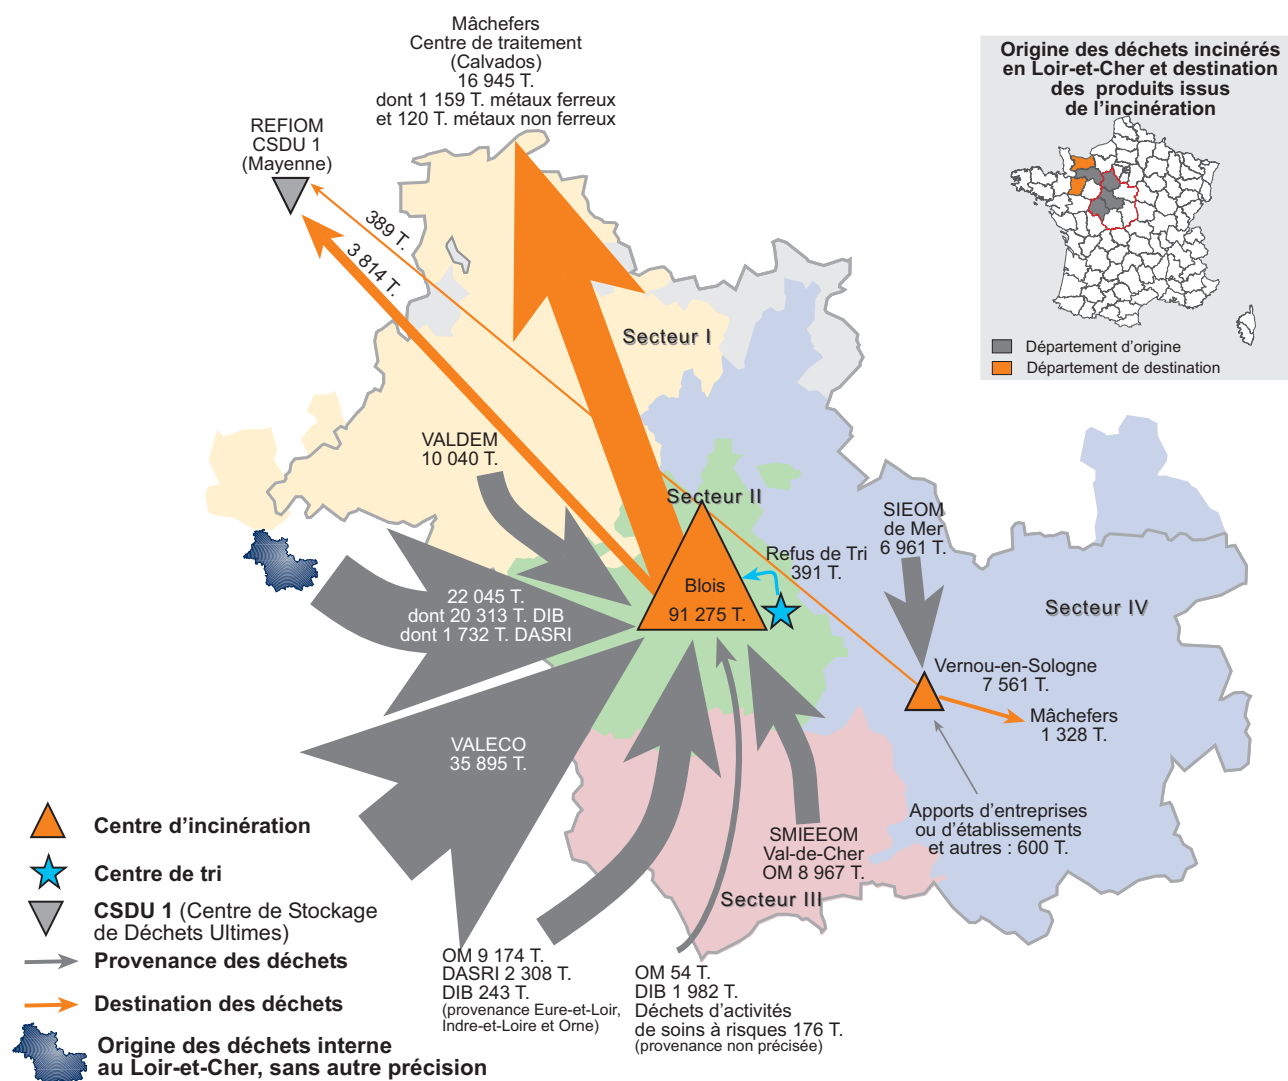 Mâchefers
Centre de traitement
(Calvados)
16 945 T.
dont 1 159 T. métaux ferreux
et 120 T. métaux non ferreux
REFIOM
CSDU 1
(Mayenne)
389 T.
3 814 T.
Origine des déchets incinérés
en Loir-et-Cher et destination
des produits issus
de l'incinération
Département d'origine
Département de destination
Secteur I
VALDEM
10 040 T.
Secteur II
SIEOM
de Mer
6 961 T.
Refus de Tri
391 T.
Blois
91 275 T.
22 045 T.
dont 20 313 T. DIB
dont 1 732 T. DASRI
Secteur IV
Vernou-en-Sologne
7 561 T.
Mâchefers
1 328 T.
VALECO
35 895 T.
Apports d'entreprises
ou d'établissements
et autres : 600 T.
SMIEEOM
Val-de-Cher
OM 8 967 T.
Secteur III
OM 9 174 T.
DASRI 2 308 T.
DIB 243 T.
(provenance Eure-et-Loir,
Indre-et-Loire et Orne)
OM 54 T.
DIB 1 982 T.
Déchets d'activités
de soins à risques 176 T.
(provenance non précisée)
Centre d'incinération
Centre de tri
CSDU 1 (Centre de Stockage
de Déchets Ultimes)
Provenance des déchets
Destination des déchets
Origine des déchets interne
au Loir-et-Cher, sans autre précision